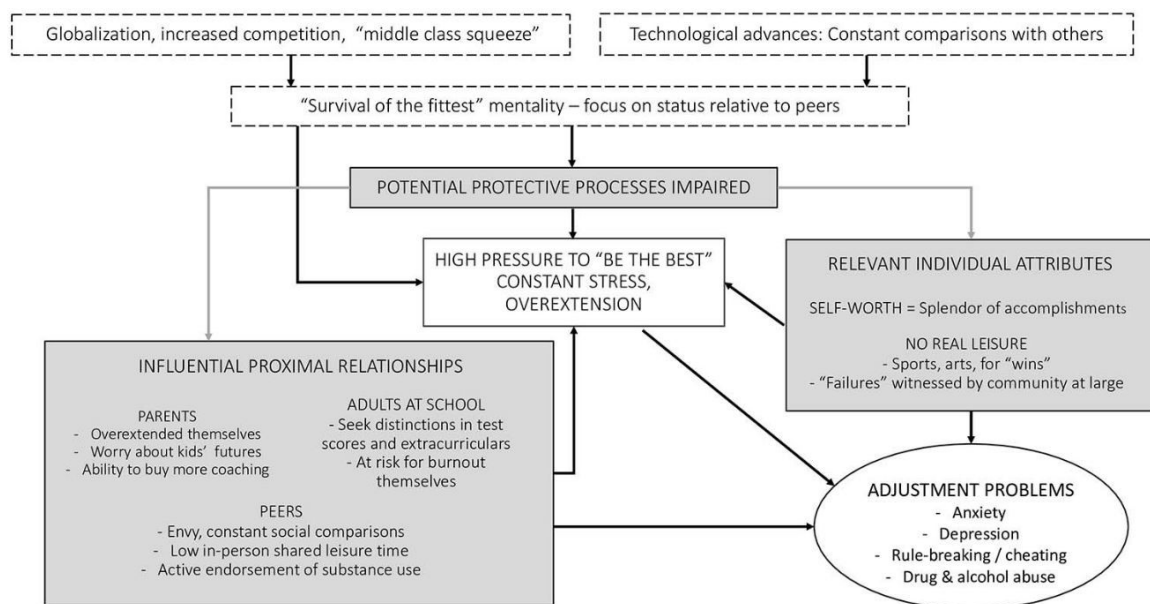 Globalization, increased competition, “middle class squeeze”
Technological advances: Constant comparisons with others
“Survival of the fittest” mentality – focus on status relative to peers
POTENTIAL PROTECTIVE PROCESSES IMPAIRED
HIGH PRESSURE TO “BE THE BEST”
CONSTANT STRESS,
OVEREXTENSION
RELEVANT INDIVIDUAL ATTRIBUTES
SELF-WORTH = Splendor of accomplishments
NO REAL LEISURE
- Sports, arts, for “wins”
- “Failures” witnessed by community at large
INFLUENTIAL PROXIMAL RELATIONSHIPS
PARENTS
- Overextended themselves
- Worry about kids’ futures
- Ability to buy more coaching
ADULTS AT SCHOOL
- Seek distinctions in test
scores and extracurriculars
- At risk for burnout
themselves
PEERS
- Envy, constant social comparisons
- Low in-person shared leisure time
- Active endorsement of substance use
ADJUSTMENT PROBLEMS
- Anxiety
- Depression
- Rule-breaking / cheating
- Drug & alcohol abuse